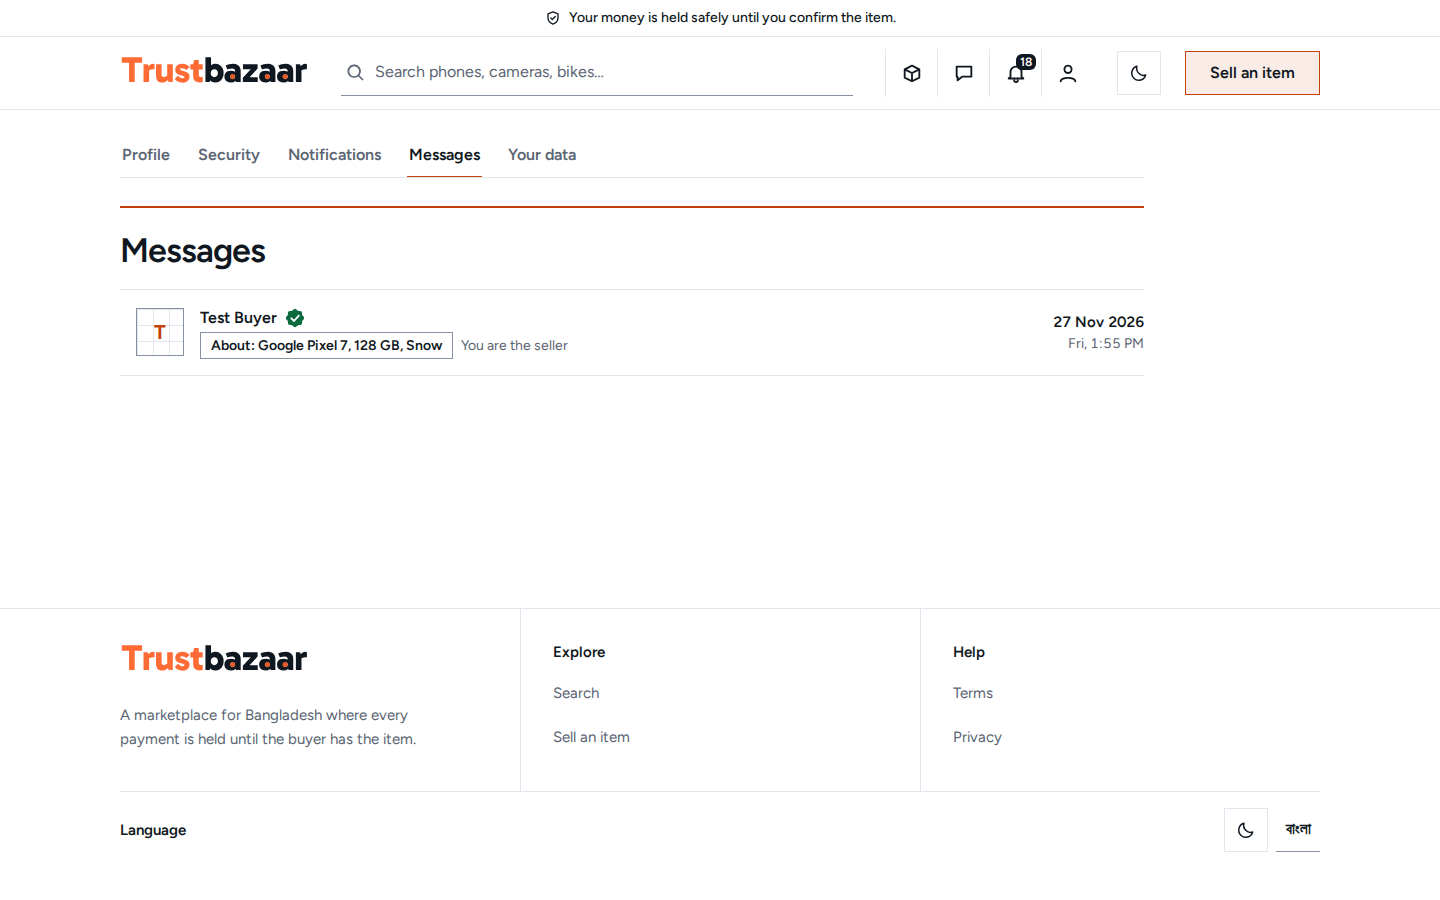 Your money is held safely until you confirm the item.
Trustbazaar
Search phones, cameras, bikes...
18
Sell an item
Profile
Security
Notifications
Messages
Your data
Messages
T
Test Buyer
About: Google Pixel 7, 128 GB, Snow
You are the seller
27 Nov 2026
Fri, 1:55 PM
Trustbazaar
A marketplace for Bangladesh where every
payment is held until the buyer has the item.
Explore
Search
Sell an item
Help
Terms
Privacy
Language
বাংলা